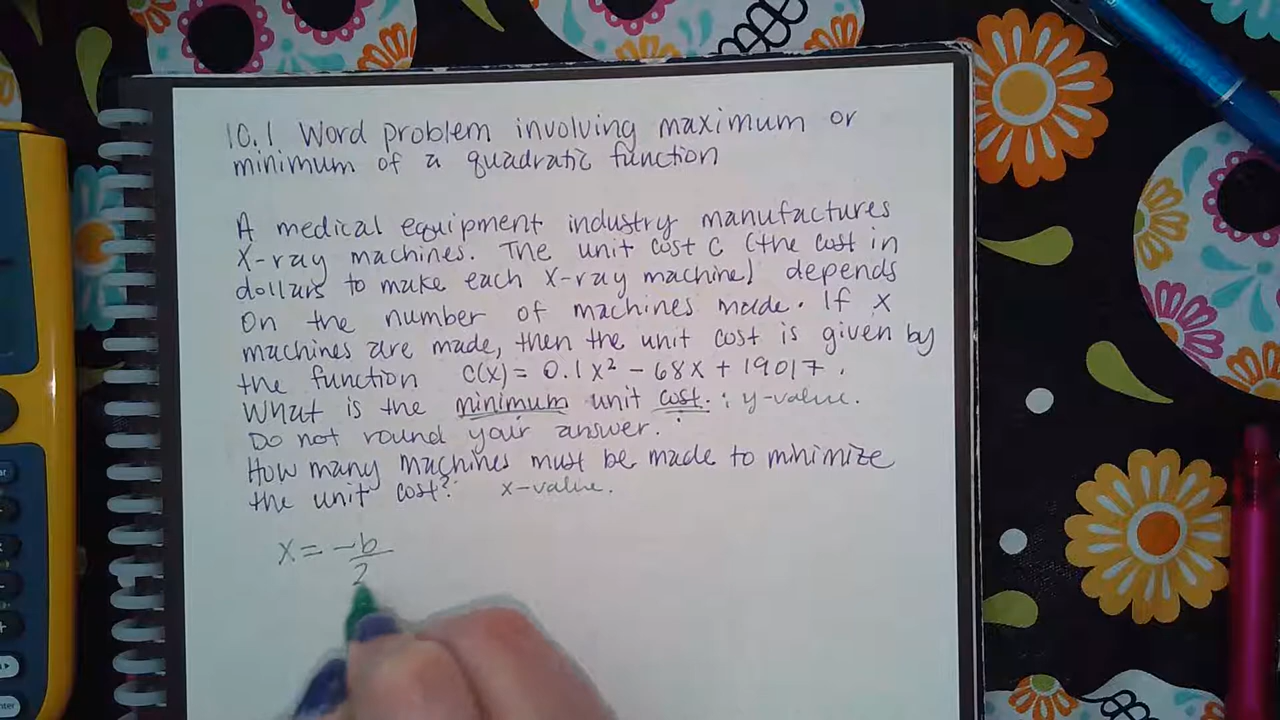 10.1 Word problem involving maximum or
minimum of a quadratic function
A medical equipment industry manufactures
X-ray machines. The unit cost C (the cost in
dollars to make each X-ray machine) depends
on the number of machines made. If x
machines are made, then the unit cost is given by
the function C(x) = 0.1x² - 68x + 19017.
What is the minimum unit cost. : y-value.
Do not round your answer.
How many machines must be made to minimize
the unit cost? x-value.
x = -b
2